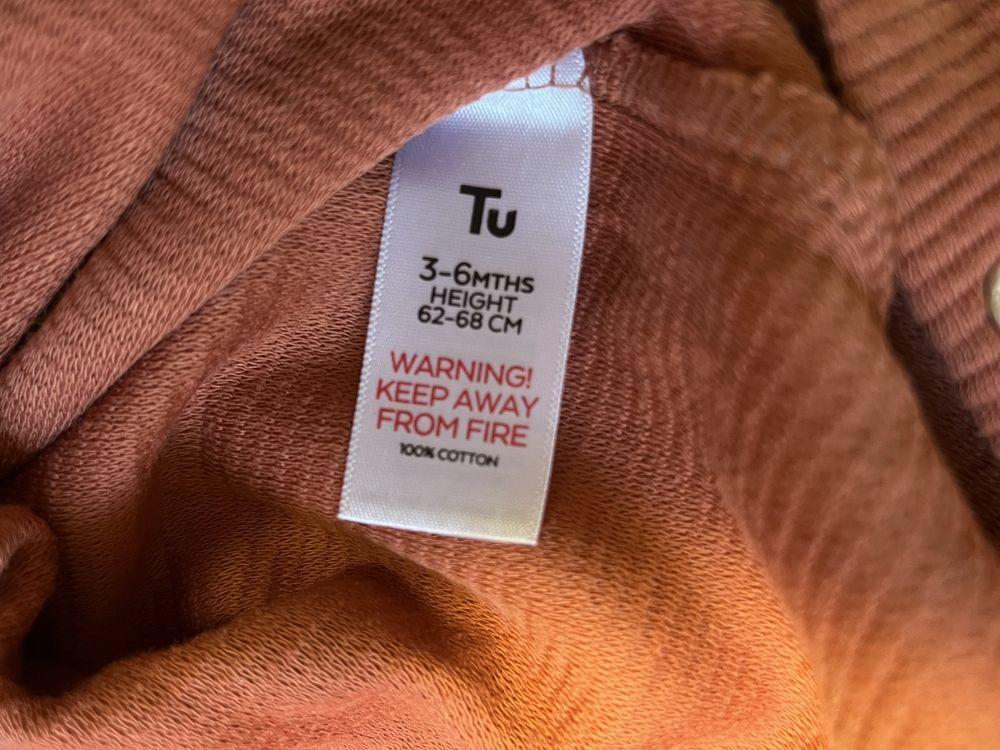 Tu
3-6MTHS
HEIGHT
62-68 CM
WARNING!
KEEP AWAY
FROM FIRE
100% COTTON